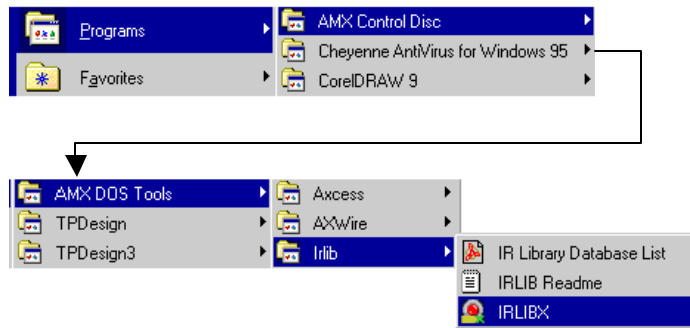 Programs
Favorites
AMX Control Disc
Cheyenne AntiVirus for Windows 95
CorelDRAW 9
AMX DOS Tools
TPDesign
TPDesign3
Axcess
AXWire
Irlib
IR Library Database List
IRLIB Readme
IRLIBX